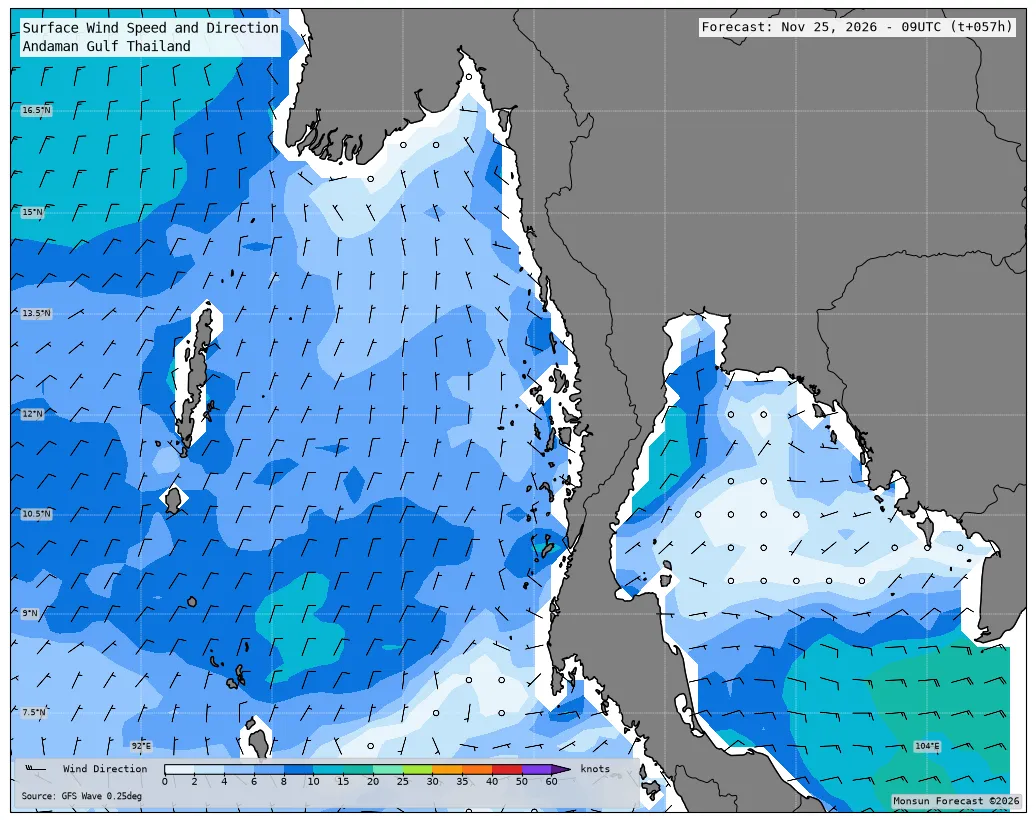 Surface Wind Speed and Direction
Andaman Gulf Thailand
Forecast: Nov 25, 2026 - 09UTC (t+057h)
16.5°N
15°N
13.5°N
12°N
10.5°N
9°N
7.5°N
92°E
104°E
Wind Direction
knots
0 2 4 6 8 10 15 20 25 30 35 40 50 60
Source: GFS Wave 0.25deg
Monsun Forecast ©2026